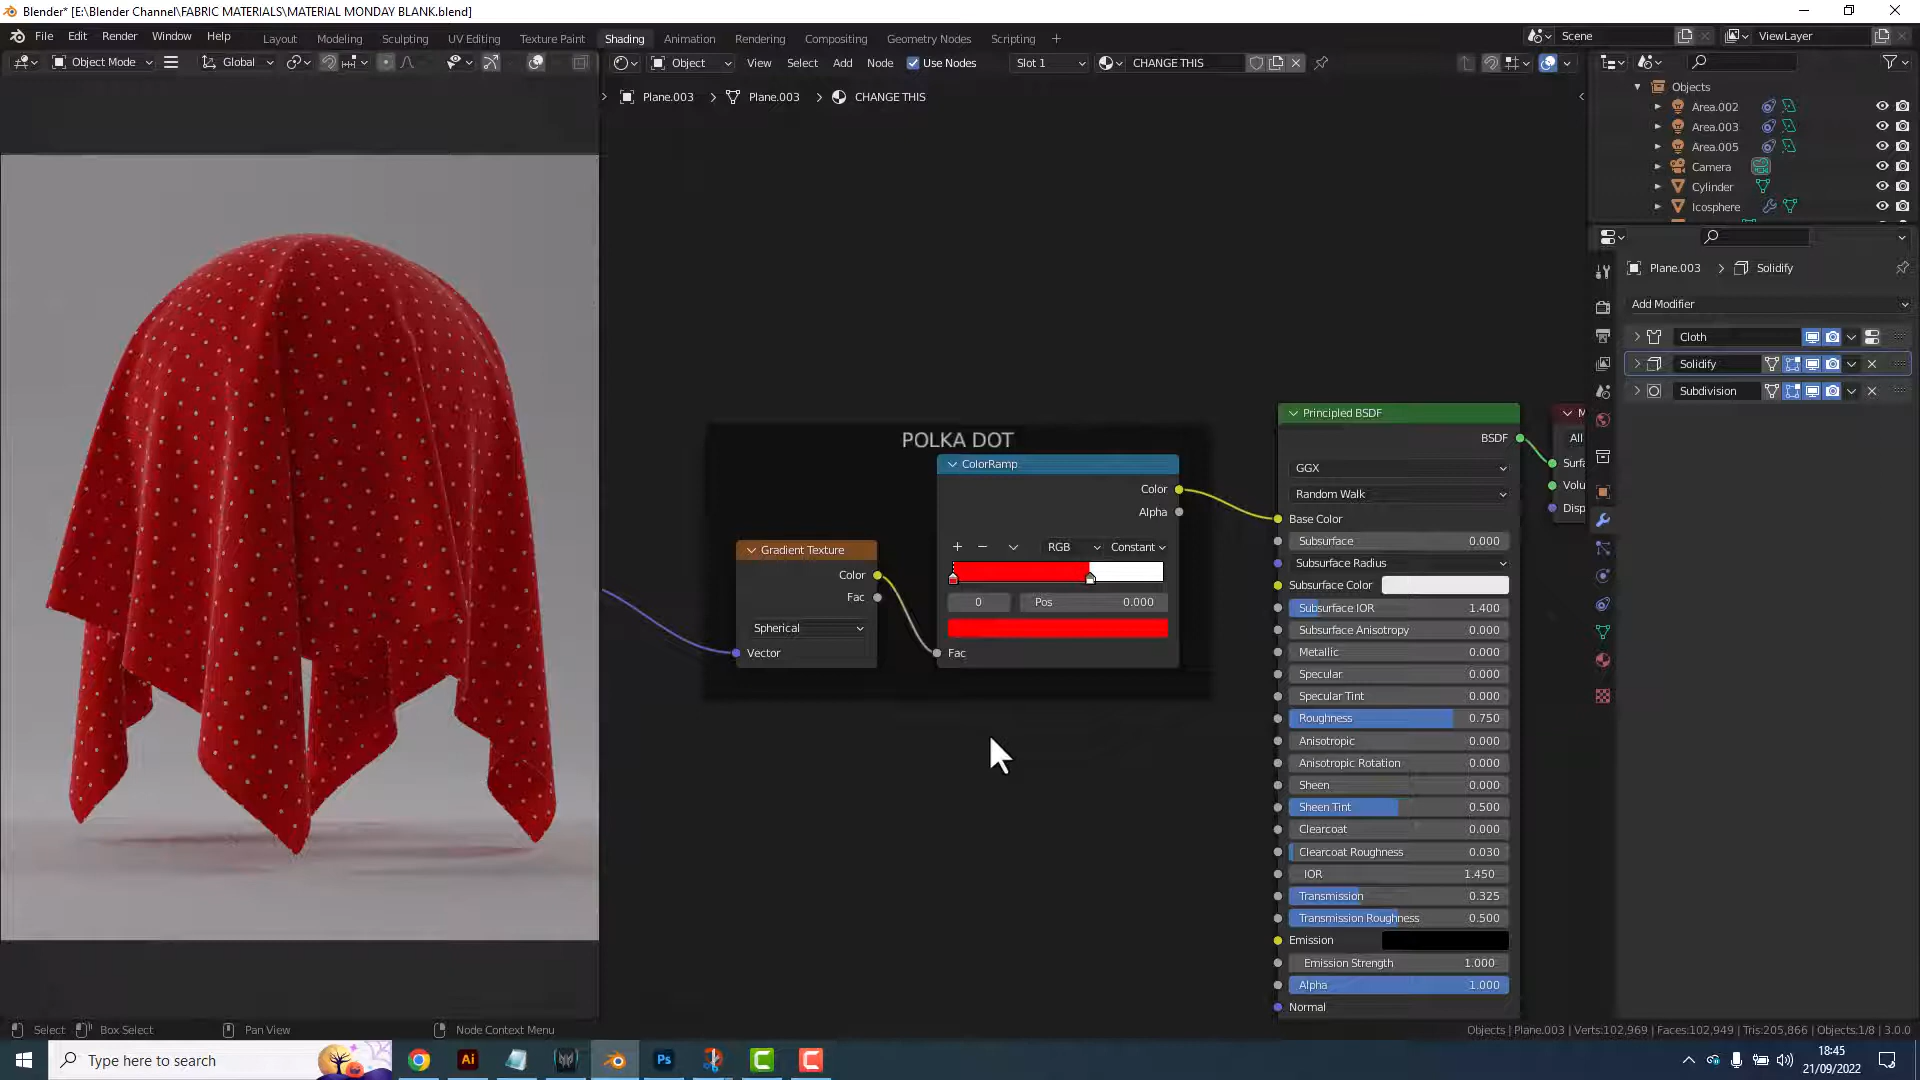 Blender* [E:\Blender Channel\FABRIC MATERIALS\MATERIAL MONDAY BLANK.blend]
File Edit Render Window Help Layout Modeling Sculpting UV Editing Texture Paint Shading Animation Rendering Compositing Geometry Nodes Scripting + Scene ViewLayer
Object Mode Global Object View Select Add Node Use Nodes Slot 1 CHANGE THIS
Plane.003 > Plane.003 > CHANGE THIS
Objects
Area.002
Area.003
Area.005
Camera
Cylinder
Icosphere
Plane.003 > Solidify
Add Modifier
Cloth
Solidify
Subdivision
POLKA DOT
Gradient Texture
Color
Fac
Spherical
Vector
ColorRamp
Color
Alpha
RGB Constant
0 Pos 0.000
Fac
Principled BSDF
BSDF
GGX
Random Walk
Base Color
Subsurface 0.000
Subsurface Radius
Subsurface Color
Subsurface IOR 1.400
Subsurface Anisotropy 0.000
Metallic 0.000
Specular 0.000
Specular Tint 0.000
Roughness 0.750
Anisotropic 0.000
Anisotropic Rotation 0.000
Sheen 0.000
Sheen Tint 0.500
Clearcoat 0.000
Clearcoat Roughness 0.030
IOR 1.450
Transmission 0.325
Transmission Roughness 0.500
Emission
Emission Strength 1.000
Alpha 1.000
Normal
M
All
Surfa
Volu
Disp
Select Box Select Pan View Node Context Menu
Objects | Plane.003 | Verts:102,969 | Faces:102,949 | Tris:205,866 | Objects:1/8 | 3.0.0
Type here to search
Ai
Ps
18:45
21/09/2022